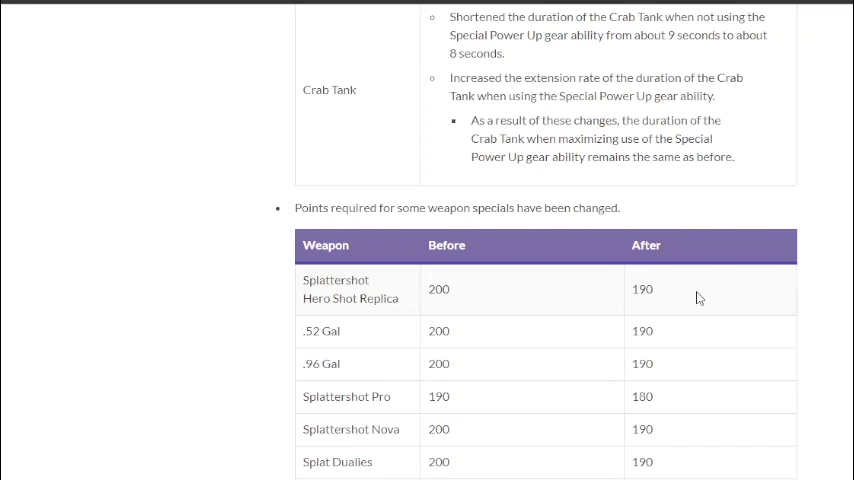 Shortened the duration of the Crab Tank when not using the
Special Power Up gear ability from about 9 seconds to about
8 seconds.
Crab Tank
Increased the extension rate of the duration of the Crab
Tank when using the Special Power Up gear ability.
As a result of these changes, the duration of the
Crab Tank when maximizing use of the Special
Power Up gear ability remains the same as before.
Points required for some weapon specials have been changed.
Weapon Before After
Splattershot
Hero Shot Replica 200 190
.52 Gal 200 190
.96 Gal 200 190
Splattershot Pro 190 180
Splattershot Nova 200 190
Splat Dualies 200 190